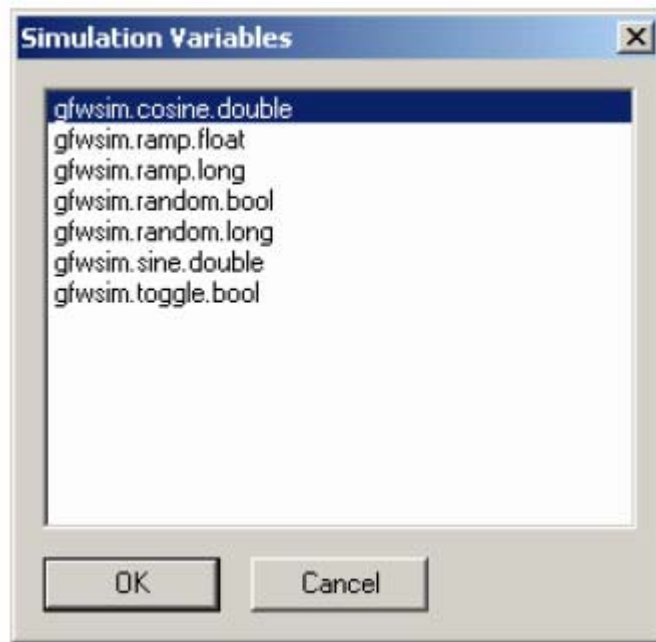 Simulation Variables
gfwsim.cosine.double
gfwsim.ramp.float
gfwsim.ramp.long
gfwsim.random.bool
gfwsim.random.long
gfwsim.sine.double
gfwsim.toggle.bool
OK Cancel